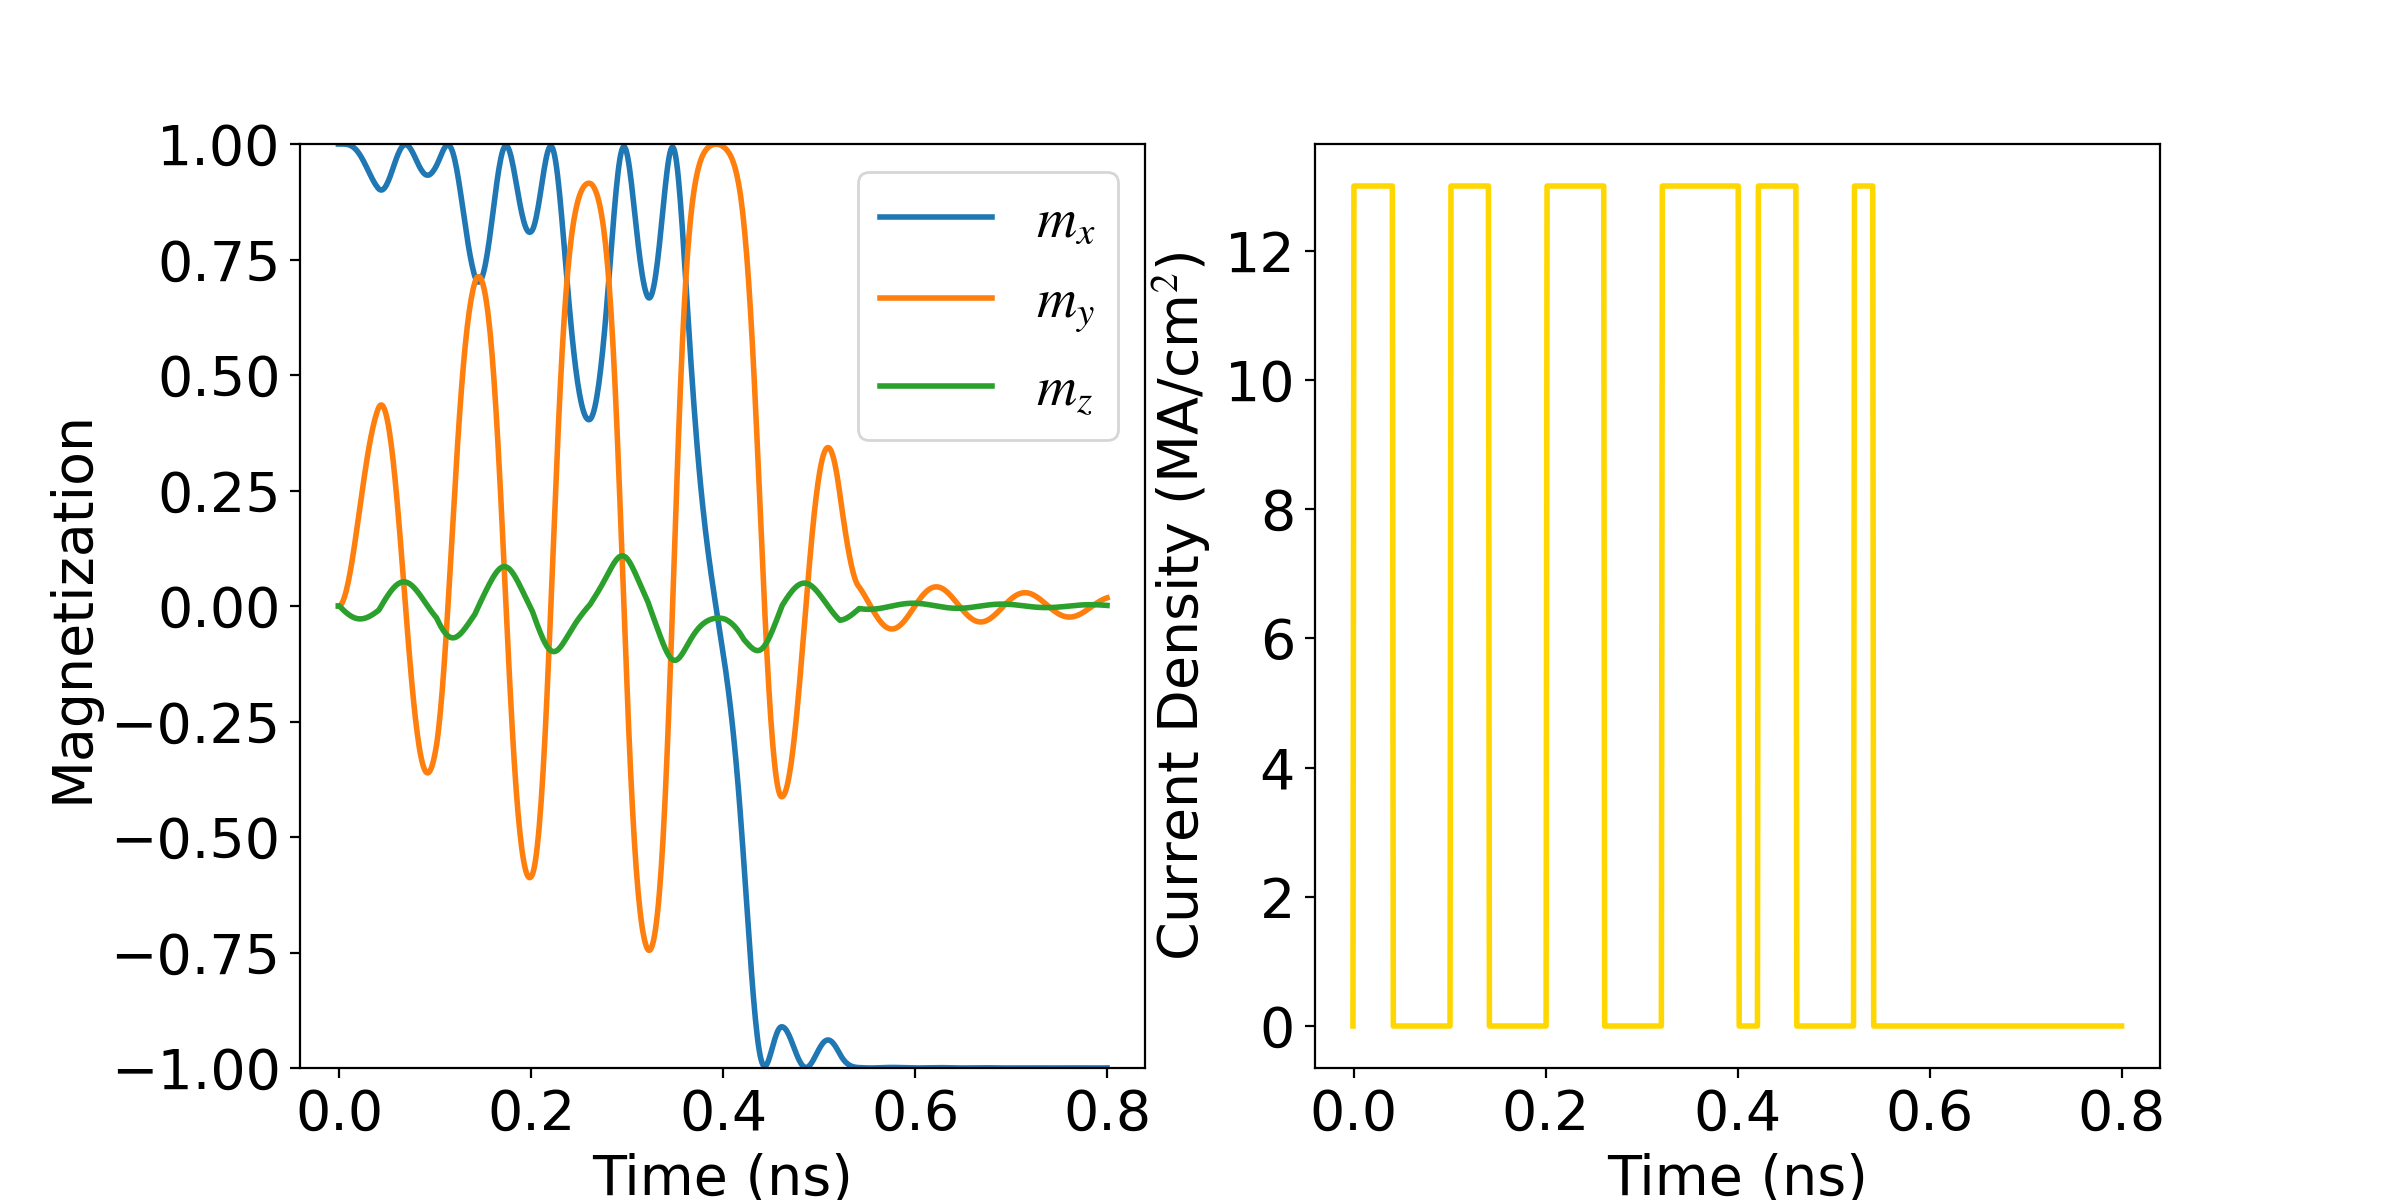 Magnetization
1.00
0.75
0.50
0.25
0.00
−0.25
−0.50
−0.75
−1.00
0.0 0.2 0.4 0.6 0.8
Time (ns)
m_x
m_y
m_z
Current Density (MA/cm²)
12
10
8
6
4
2
0
0.0 0.2 0.4 0.6 0.8
Time (ns)